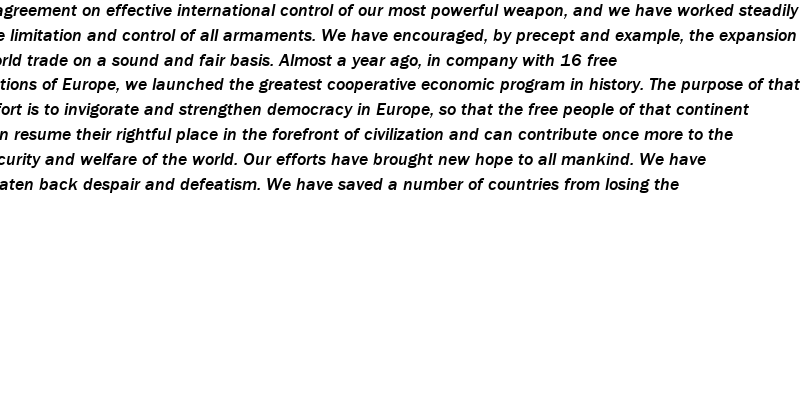 agreement on effective international control of our most powerful weapon, and we have worked steadily
e limitation and control of all armaments. We have encouraged, by precept and example, the expansion
orld trade on a sound and fair basis. Almost a year ago, in company with 16 free
tions of Europe, we launched the greatest cooperative economic program in history. The purpose of that
fort is to invigorate and strengthen democracy in Europe, so that the free people of that continent
n resume their rightful place in the forefront of civilization and can contribute once more to the
curity and welfare of the world. Our efforts have brought new hope to all mankind. We have
aten back despair and defeatism. We have saved a number of countries from losing the